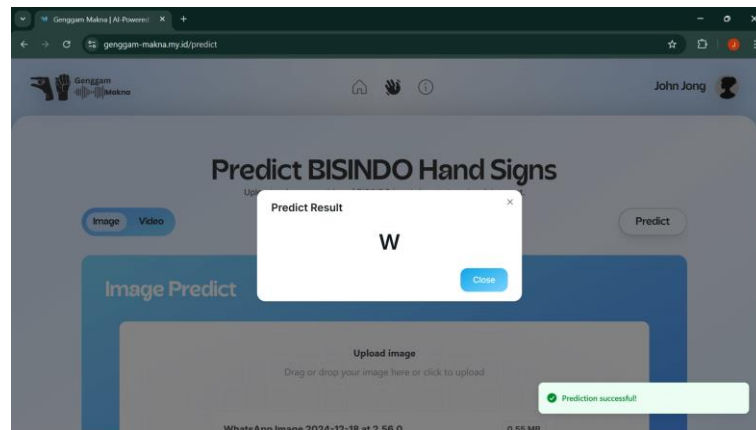 Genggam Makna | AI-Powered
genggam-makna.my.id/predict
Genggam
Makna
John Jong
Predict BISINDO Hand Signs
Image Video
Predict
Predict Result
W
Close
Image Predict
Upload image
Drag or drop your image here or click to upload
Prediction successful!
WhatsApp Image 2024-12-18 at 2.56.0
0.55 MB